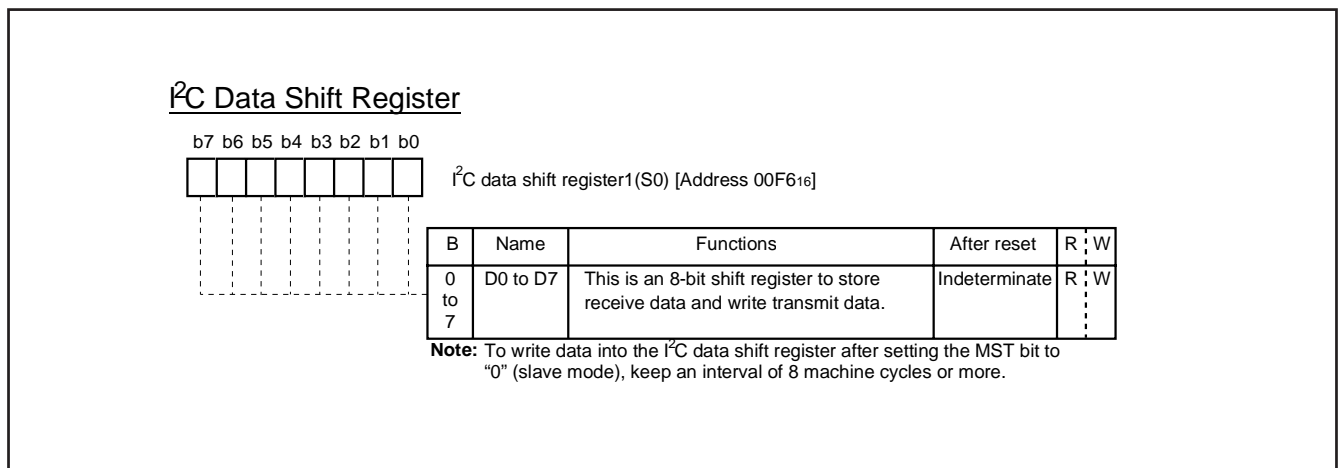 I²C Data Shift Register
b7 b6 b5 b4 b3 b2 b1 b0
I²C data shift register1(S0) [Address 00F6₁₆]
B Name Functions After reset R W
0 to 7 D0 to D7 This is an 8-bit shift register to store Indeterminate R W
receive data and write transmit data.
Note: To write data into the I²C data shift register after setting the MST bit to
“0” (slave mode), keep an interval of 8 machine cycles or more.